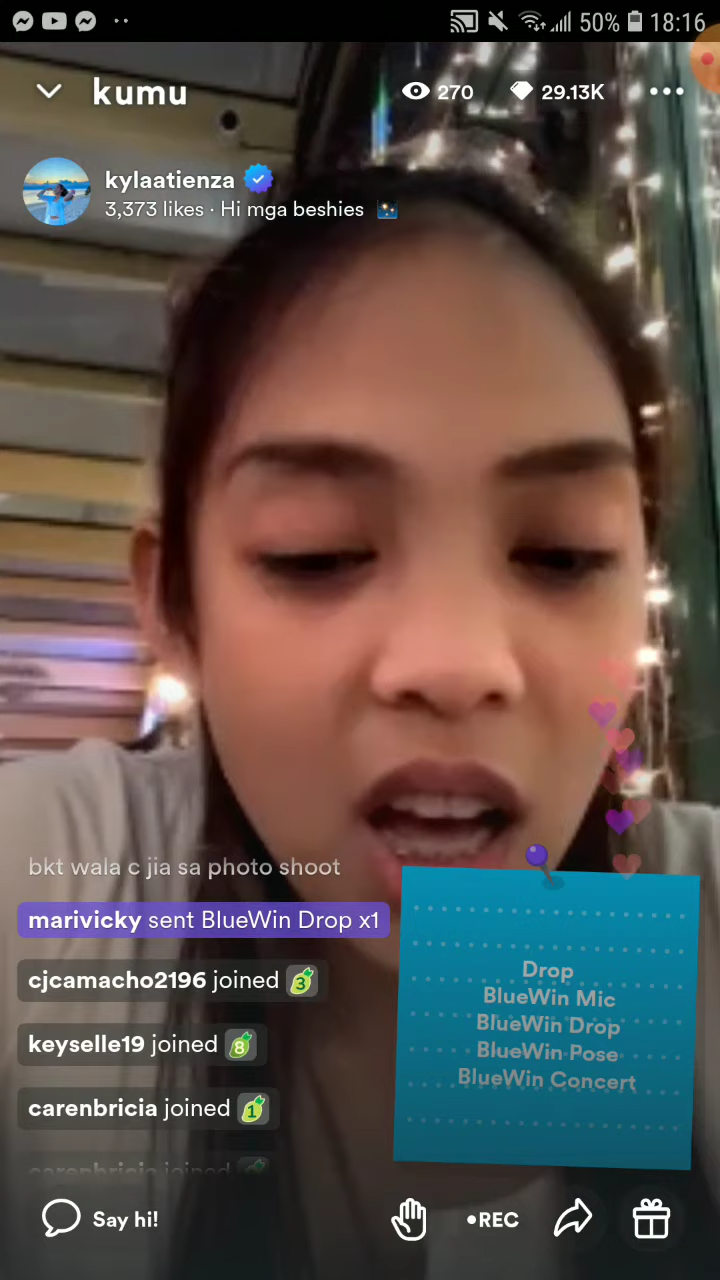 50% 18:16
kumu 270 29.13K
kylaatienza
3,373 likes · Hi mga beshies
bkt wala c jia sa photo shoot
marivicky sent BlueWin Drop x1
cjcamacho2196 joined 3
keyselle19 joined 8
carenbricia joined 1
carenbricia joined
Drop
BlueWin Mic
BlueWin Drop
BlueWin Pose
BlueWin Concert
Say hi! •REC